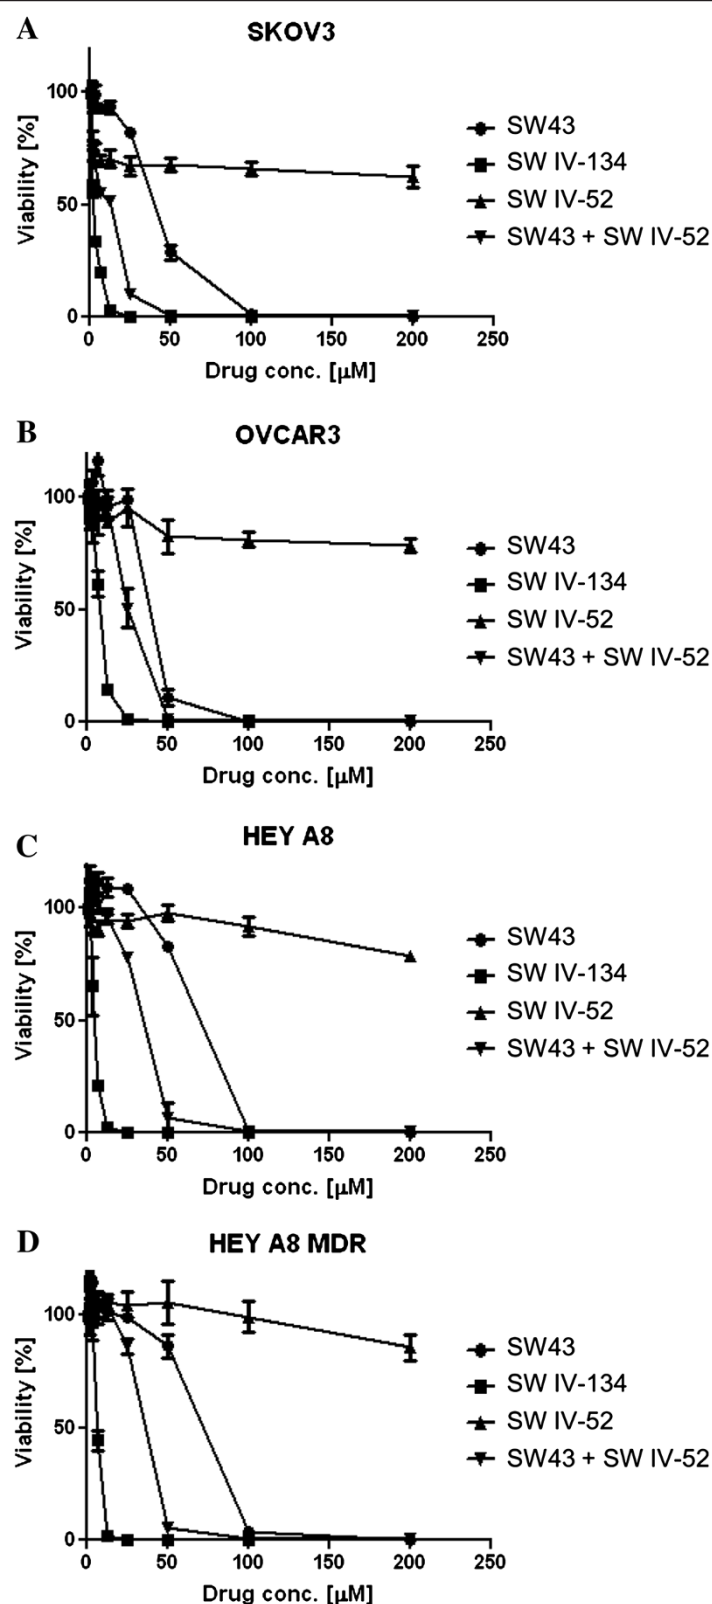 A
SKOV3
100
50
0
Viability [%]
0 50 100 150 200 250
Drug conc. [µM]
SW43
SW IV-134
SW IV-52
SW43 + SW IV-52
B
OVCAR3
100
50
0
Viability [%]
0 50 100 150 200 250
Drug conc. [µM]
SW43
SW IV-134
SW IV-52
SW43 + SW IV-52
C
HEY A8
100
50
0
Viability [%]
0 50 100 150 200 250
Drug conc. [µM]
SW43
SW IV-134
SW IV-52
SW43 + SW IV-52
D
HEY A8 MDR
100
50
0
Viability [%]
0 50 100 150 200 250
Drug conc. [µM]
SW43
SW IV-134
SW IV-52
SW43 + SW IV-52